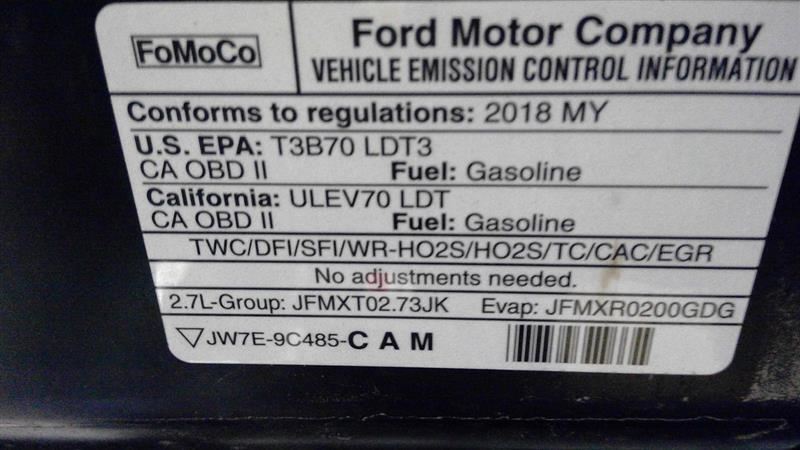 FoMoCo
Ford Motor Company
VEHICLE EMISSION CONTROL INFORMATION
Conforms to regulations: 2018 MY
U.S. EPA: T3B70 LDT3
CA OBD II Fuel: Gasoline
California: ULEV70 LDT
CA OBD II Fuel: Gasoline
TWC/DFI/SFI/WR-HO2S/HO2S/TC/CAC/EGR
No adjustments needed.
2.7L-Group: JFMXT02.73JK Evap: JFMXR0200GDG
JW7E-9C485-C A M